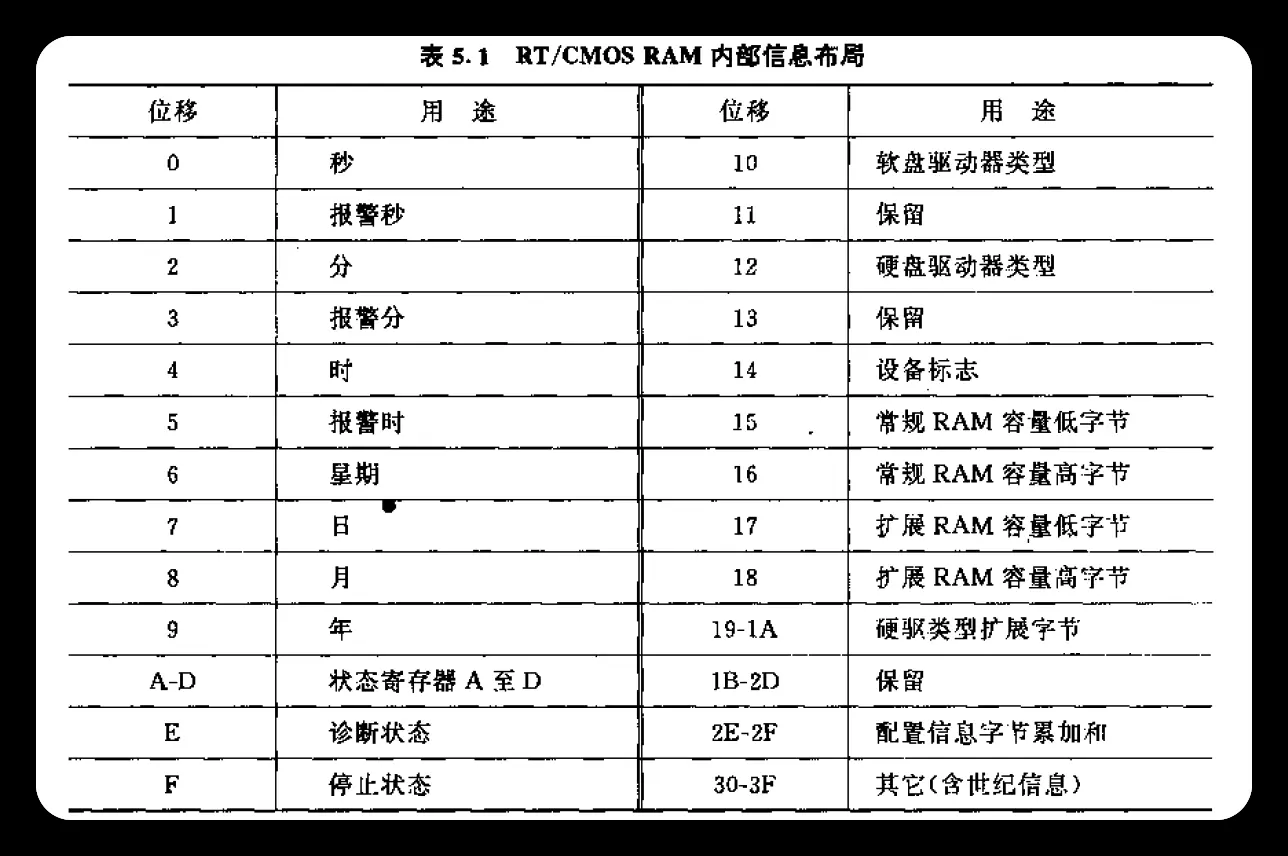 表 5.1 RT/CMOS RAM 内部信息布局
位移 用 途 位移 用 途
0 秒 10 软盘驱动器类型
1 报警秒 11 保留
2 分 12 硬盘驱动器类型
3 报警分 13 保留
4 时 14 设备标志
5 报警时 15 常规 RAM 容量低字节
6 星期 16 常规 RAM 容量高字节
7 日 17 扩展 RAM 容量低字节
8 月 18 扩展 RAM 容量高字节
9 年 19-1A 硬驱类型扩展字节
A-D 状态寄存器 A 至 D 1B-2D 保留
E 诊断状态 2E-2F 配置信息字节累加和
F 停止状态 30-3F 其它(含世纪信息)